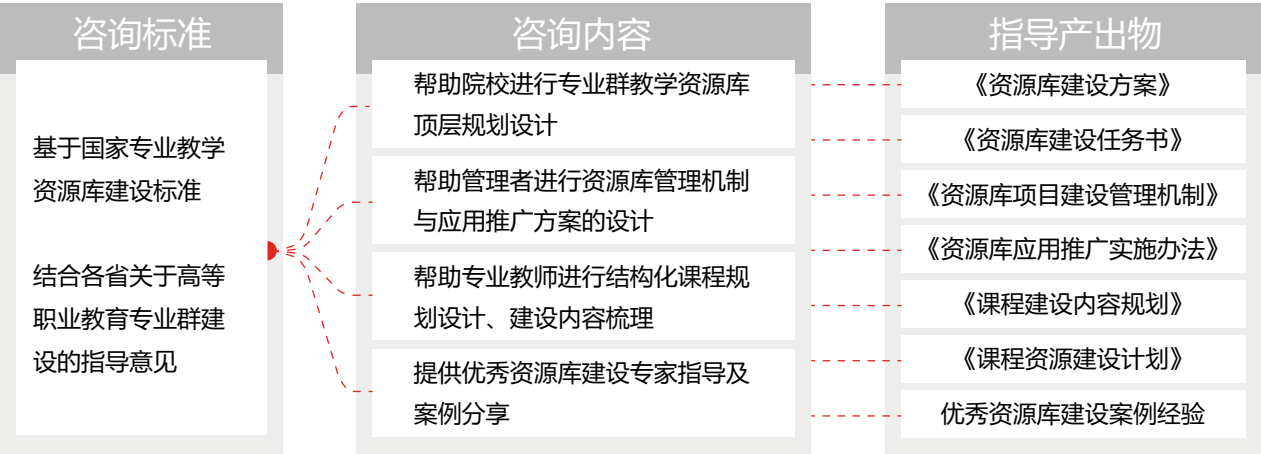 咨询标准
基于国家专业教学
资源库建设标准
结合各省关于高等
职业教育专业群建
设的指导意见
咨询内容
帮助院校进行专业群教学资源库
顶层规划设计
帮助管理者进行资源库管理机制
与应用推广方案的设计
帮助专业教师进行结构化课程规
划设计、建设内容梳理
提供优秀资源库建设专家指导及
案例分享
指导产出物
《资源库建设方案》
《资源库建设任务书》
《资源库项目建设管理机制》
《资源库应用推广实施办法》
《课程建设内容规划》
《课程资源建设计划》
优秀资源库建设案例经验